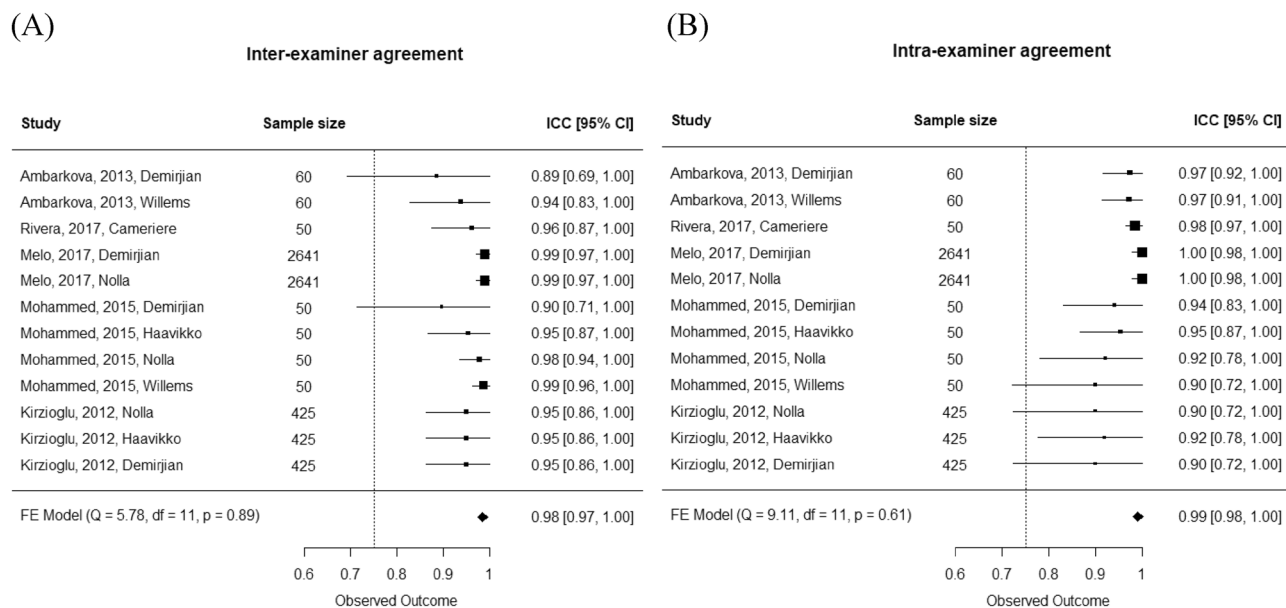 (A)
Inter-examiner agreement
Study Sample size ICC [95% CI]
Ambarkova, 2013, Demirjian 60 0.89 [0.69, 1.00]
Ambarkova, 2013, Willems 60 0.94 [0.83, 1.00]
Rivera, 2017, Cameriere 50 0.96 [0.87, 1.00]
Melo, 2017, Demirjian 2641 0.99 [0.97, 1.00]
Melo, 2017, Nolla 2641 0.99 [0.97, 1.00]
Mohammed, 2015, Demirjian 50 0.90 [0.71, 1.00]
Mohammed, 2015, Haavikko 50 0.95 [0.87, 1.00]
Mohammed, 2015, Nolla 50 0.98 [0.94, 1.00]
Mohammed, 2015, Willems 50 0.99 [0.96, 1.00]
Kirzioglu, 2012, Nolla 425 0.95 [0.86, 1.00]
Kirzioglu, 2012, Haavikko 425 0.95 [0.86, 1.00]
Kirzioglu, 2012, Demirjian 425 0.95 [0.86, 1.00]
FE Model (Q = 5.78, df = 11, p = 0.89) 0.98 [0.97, 1.00]
0.6 0.7 0.8 0.9 1
Observed Outcome
(B)
Intra-examiner agreement
Study Sample size ICC [95% CI]
Ambarkova, 2013, Demirjian 60 0.97 [0.92, 1.00]
Ambarkova, 2013, Willems 60 0.97 [0.91, 1.00]
Rivera, 2017, Cameriere 50 0.98 [0.97, 1.00]
Melo, 2017, Demirjian 2641 1.00 [0.98, 1.00]
Melo, 2017, Nolla 2641 1.00 [0.98, 1.00]
Mohammed, 2015, Demirjian 50 0.94 [0.83, 1.00]
Mohammed, 2015, Haavikko 50 0.95 [0.87, 1.00]
Mohammed, 2015, Nolla 50 0.92 [0.78, 1.00]
Mohammed, 2015, Willems 50 0.90 [0.72, 1.00]
Kirzioglu, 2012, Nolla 425 0.90 [0.72, 1.00]
Kirzioglu, 2012, Haavikko 425 0.92 [0.78, 1.00]
Kirzioglu, 2012, Demirjian 425 0.90 [0.72, 1.00]
FE Model (Q = 9.11, df = 11, p = 0.61) 0.99 [0.98, 1.00]
0.6 0.7 0.8 0.9 1
Observed Outcome